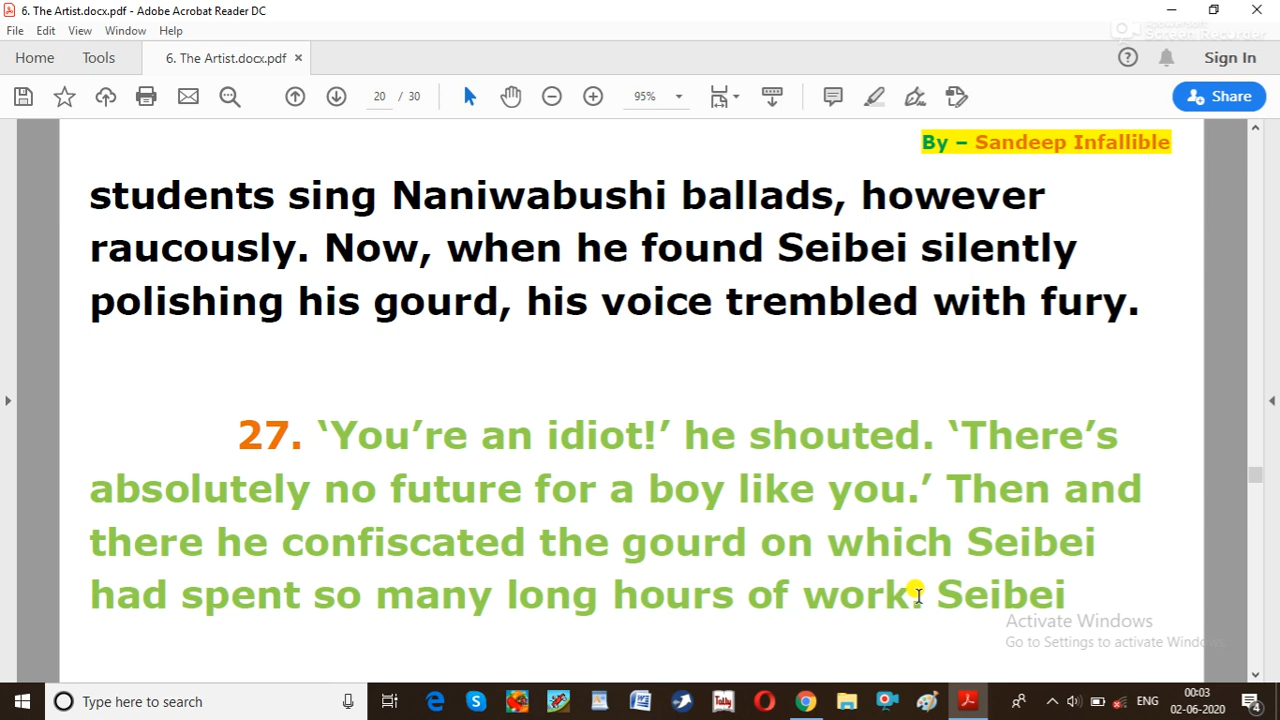 6. The Artist.docx.pdf - Adobe Acrobat Reader DC
File Edit View Window Help
Screen Recorder
Home Tools 6. The Artist.docx.pdf × Sign In
20 / 30 95% Share
By – Sandeep Infallible
students sing Naniwabushi ballads, however
raucously. Now, when he found Seibei silently
polishing his gourd, his voice trembled with fury.
27. ‘You’re an idiot!’ he shouted. ‘There’s
absolutely no future for a boy like you.’ Then and
there he confiscated the gourd on which Seibei
had spent so many long hours of work. Seibei
Activate Windows
Go to Settings to activate Windows.
Type here to search ENG 00:03
02-06-2020 4